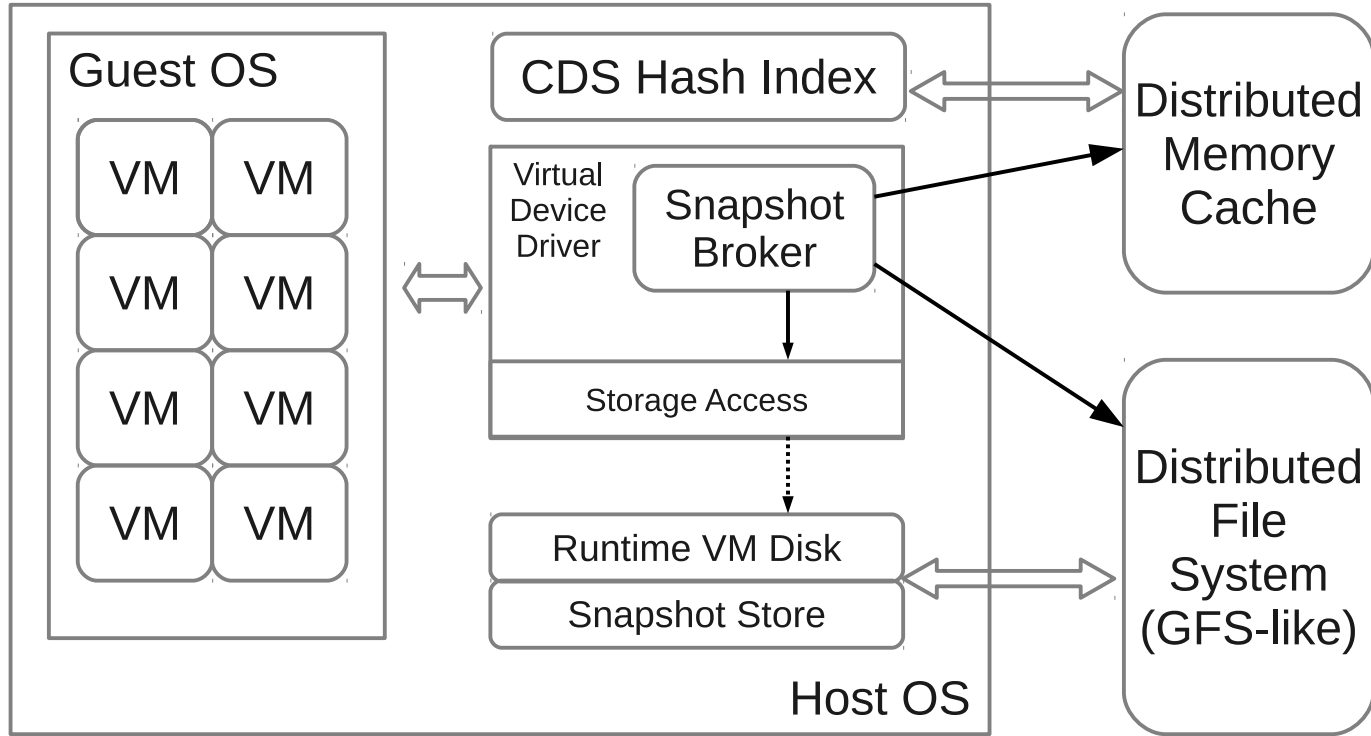 Guest OS
VM VM
VM VM
VM VM
VM VM
CDS Hash Index
Virtual
Device
Driver
Snapshot
Broker
Storage Access
Runtime VM Disk
Snapshot Store
Host OS
Distributed
Memory
Cache
Distributed
File
System
(GFS-like)